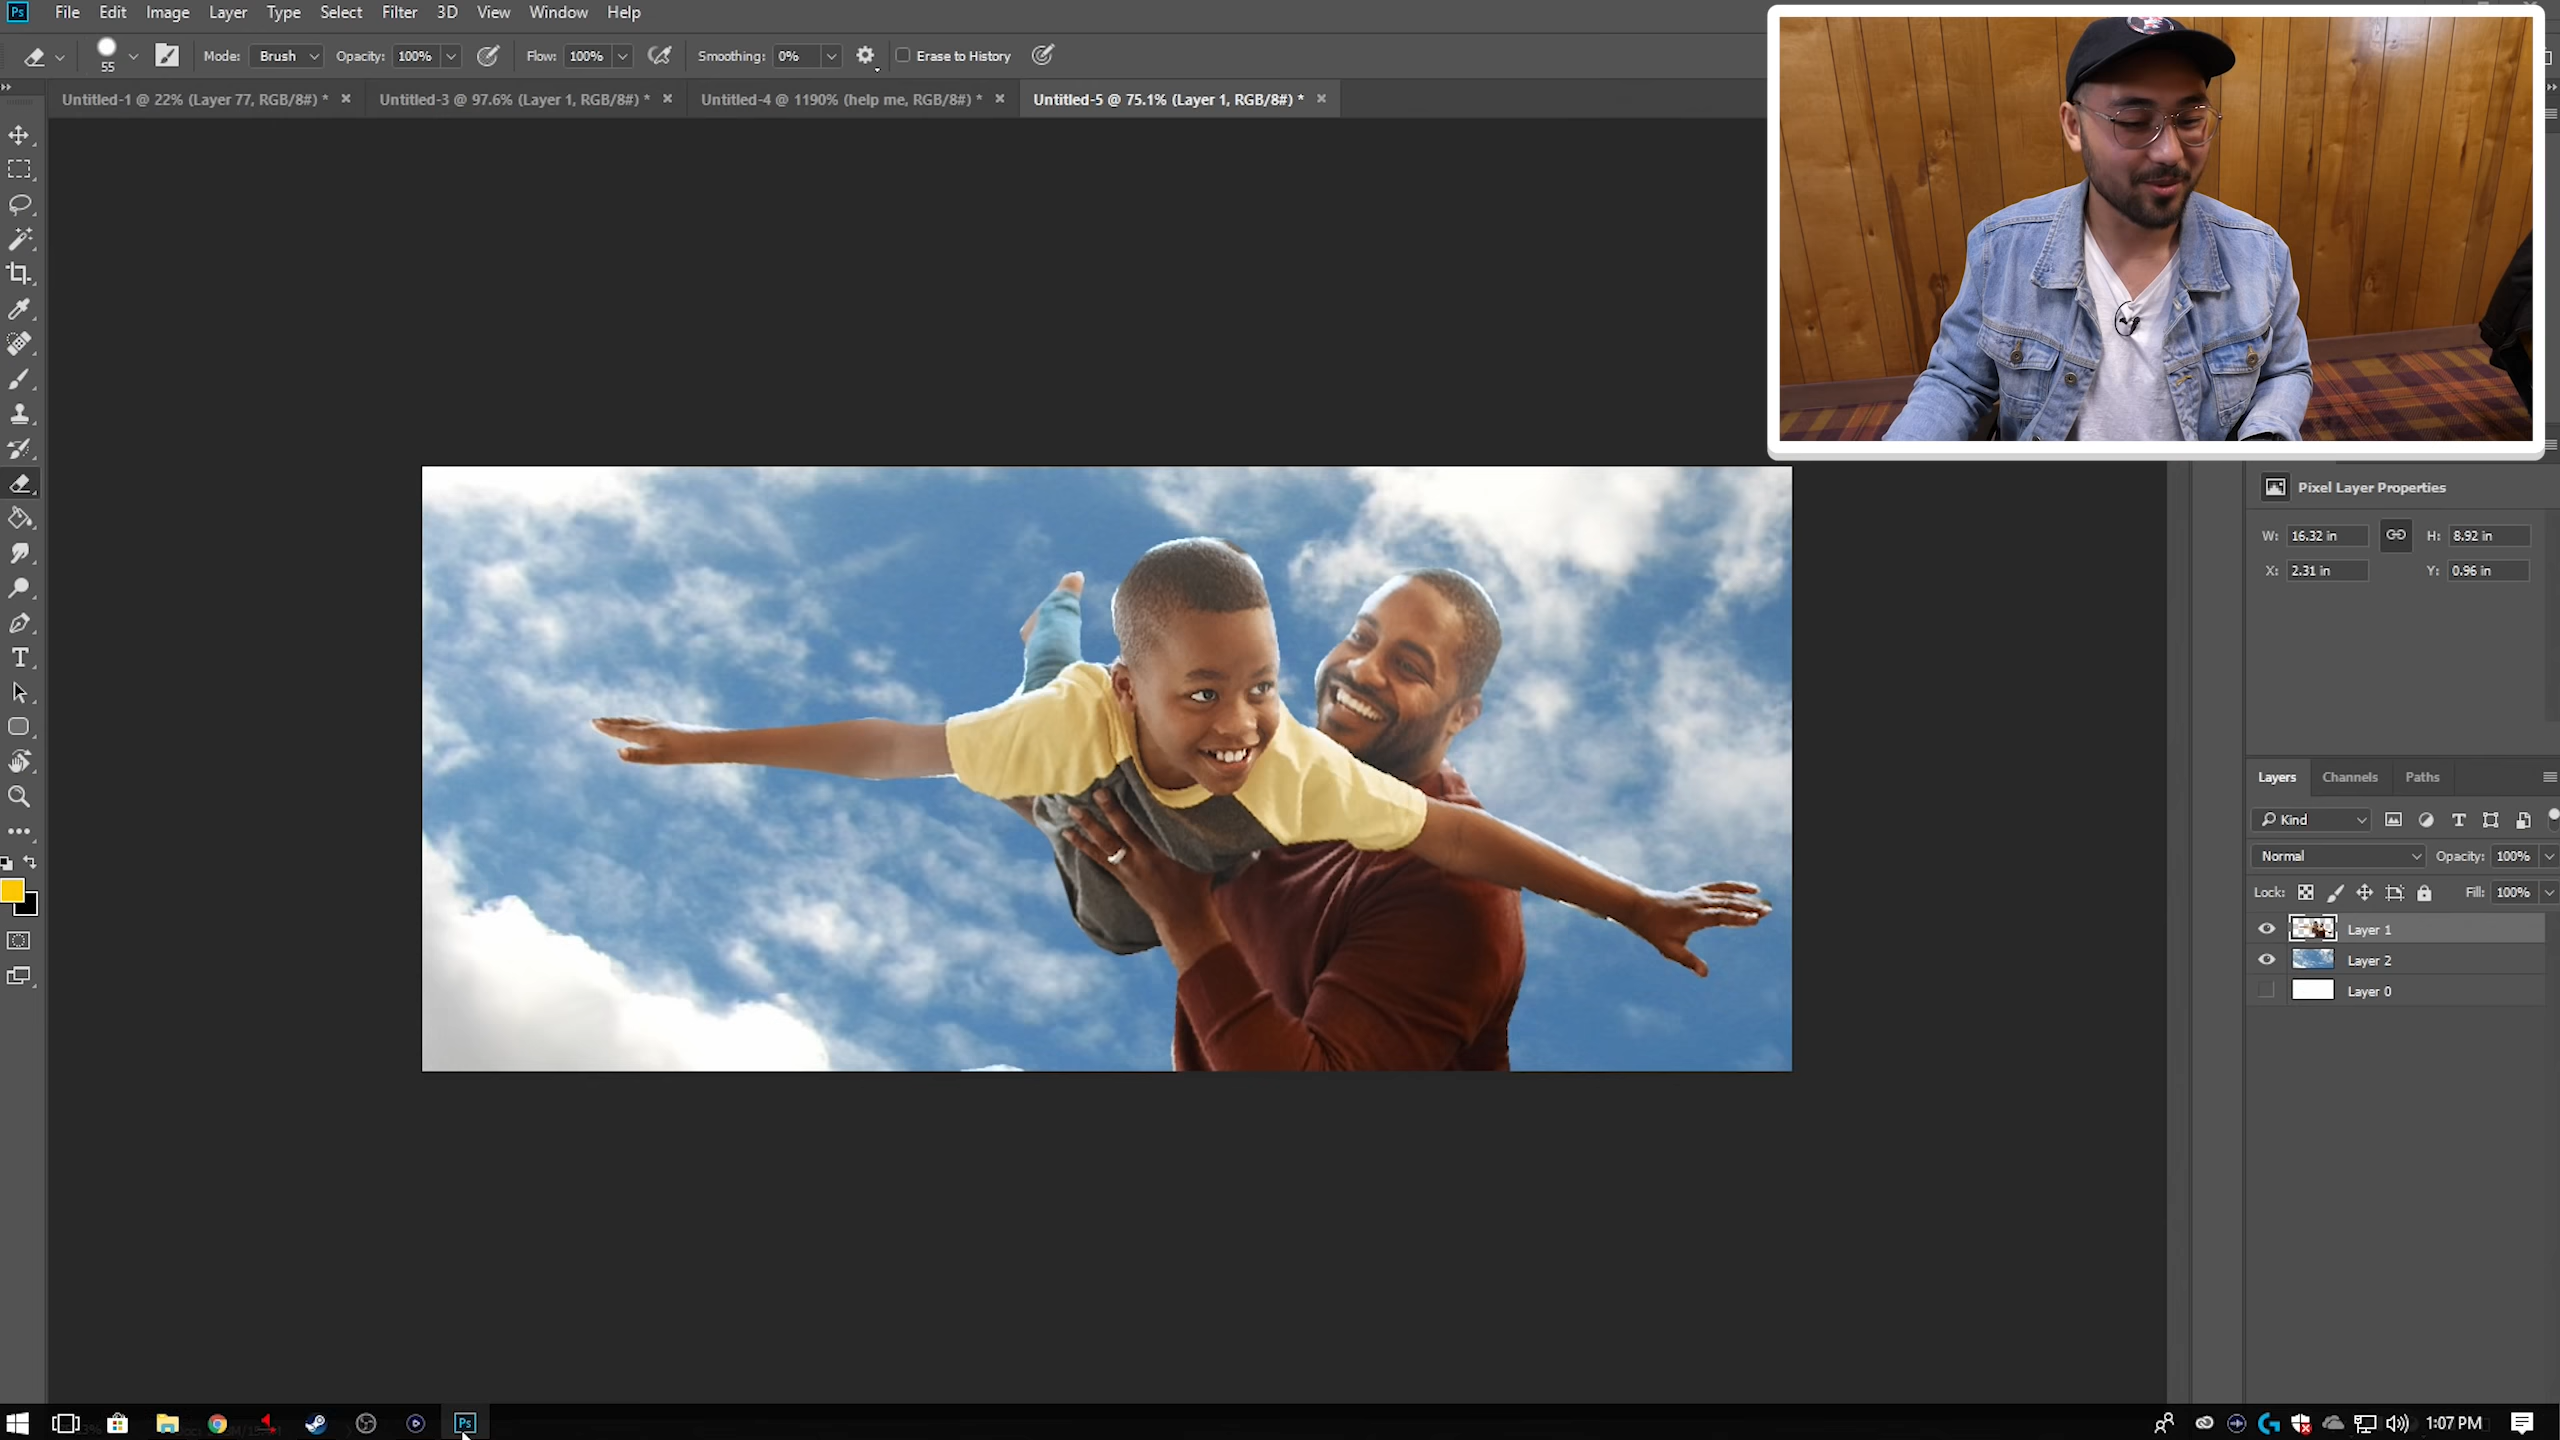 Ps File Edit Image Layer Type Select Filter 3D View Window Help
55 Mode: Brush Opacity: 100% Flow: 100% Smoothing: 0% Erase to History
Untitled-1 @ 22% (Layer 77, RGB/8#) * Untitled-3 @ 97.6% (Layer 1, RGB/8#) * Untitled-4 @ 1190% (help me, RGB/8#) * Untitled-5 @ 75.1% (Layer 1, RGB/8#) *
Pixel Layer Properties
W: 16.32 in H: 8.92 in
X: 2.31 in Y: 0.96 in
Layers Channels Paths
Kind
Normal Opacity: 100%
Lock: Fill: 100%
Layer 1
Layer 2
Layer 0
Ps 1:07 PM